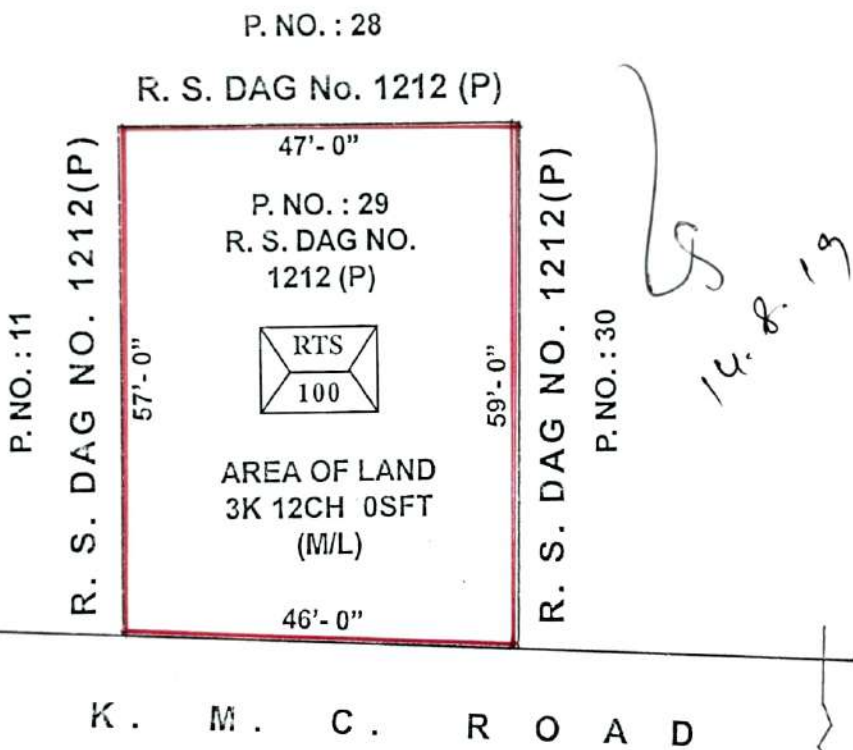 P. NO. : 28
R. S. DAG No. 1212 (P)
47'- 0"
P. NO. : 29
R. S. DAG NO.
1212 (P)
RTS
100
AREA OF LAND
3K 12CH 0SFT
(M/L)
46'- 0"
57'- 0"
59'- 0"
P. NO. : 11
R. S. DAG NO. 1212(P)
R. S. DAG NO. 1212(P)
P. NO. : 30
14. 8. 19
K. M. C. ROAD